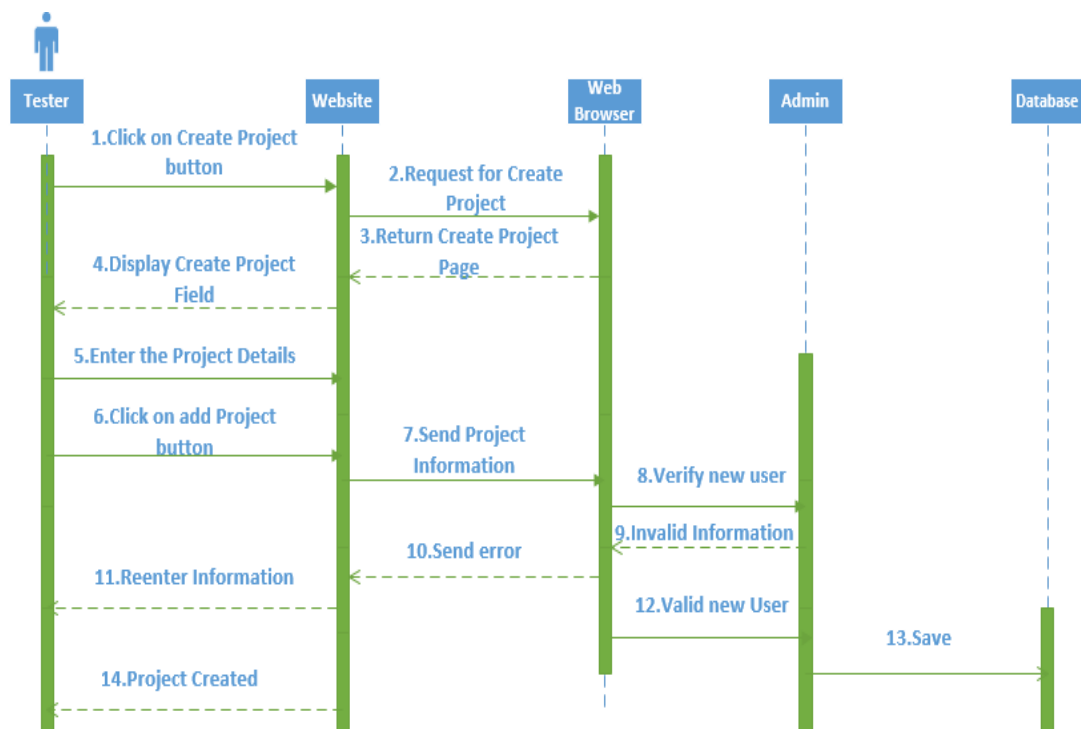 Tester
Website
Web
Browser
Admin
Database
1.Click on Create Project
button
2.Request for Create
Project
3.Return Create Project
Page
4.Display Create Project
Field
5.Enter the Project Details
6.Click on add Project
button
7.Send Project
Information
8.Verify new user
9.Invalid Information
10.Send error
11.Reenter Information
12.Valid new User
13.Save
14.Project Created